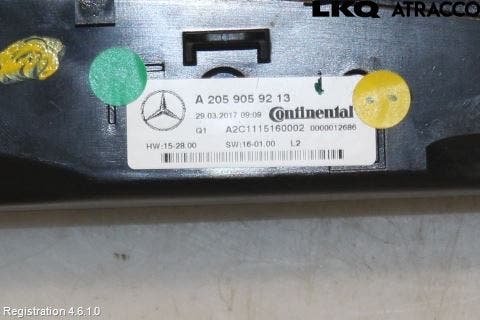 LKQ ATRACCO
A 205 905 92 13
29.03.2017 09:09 Continental
Q1 A2C1115160002 0000012686
HW:15-28.00 SW:16-01.00 L2
Registration 4.6.1.0